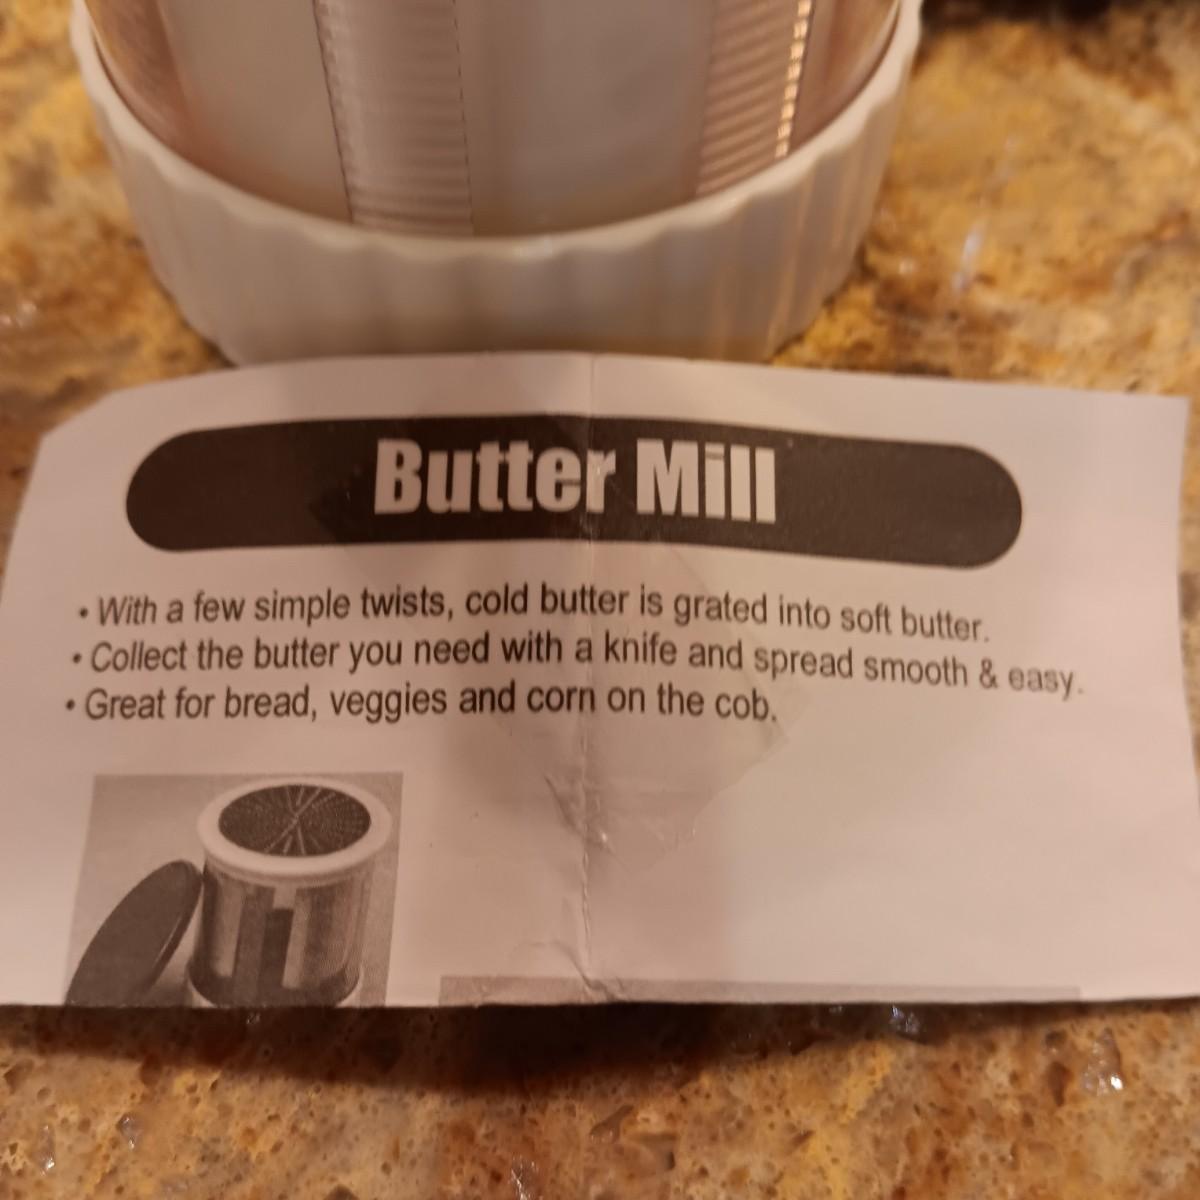 Butter Mill
• With a few simple twists, cold butter is grated into soft butter.
• Collect the butter you need with a knife and spread smooth & easy.
• Great for bread, veggies and corn on the cob.